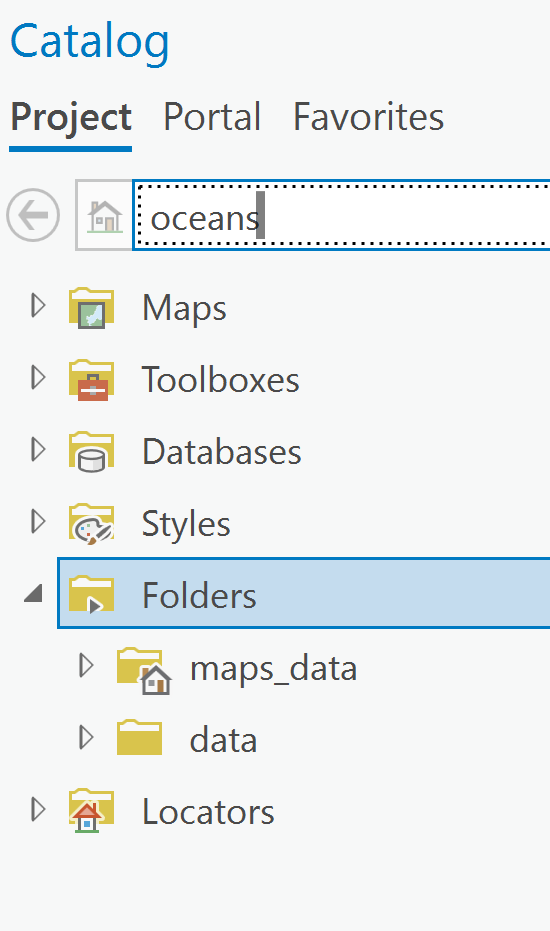 Catalog
Project Portal Favorites
oceans
Maps
Toolboxes
Databases
Styles
Folders
maps_data
data
Locators